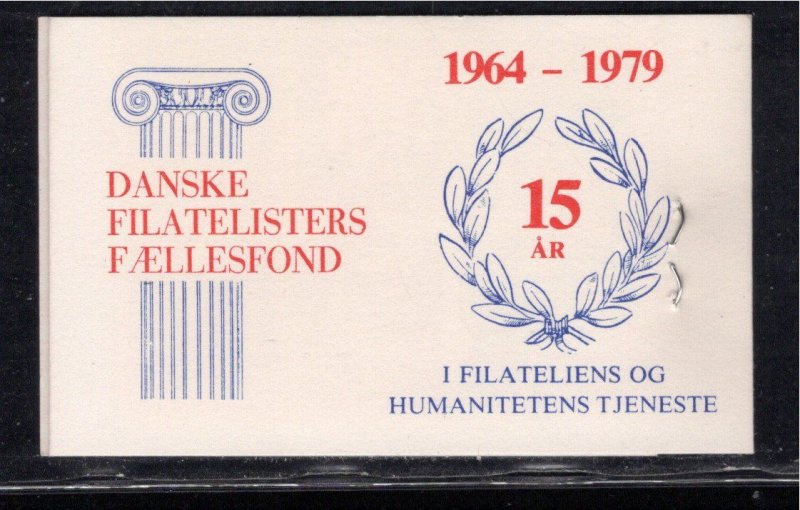 DANSKE
FILATELISTERS
FÆLLESFOND
1964 – 1979
15
ÅR
I FILATELIENS OG
HUMANITETENS TJENESTE